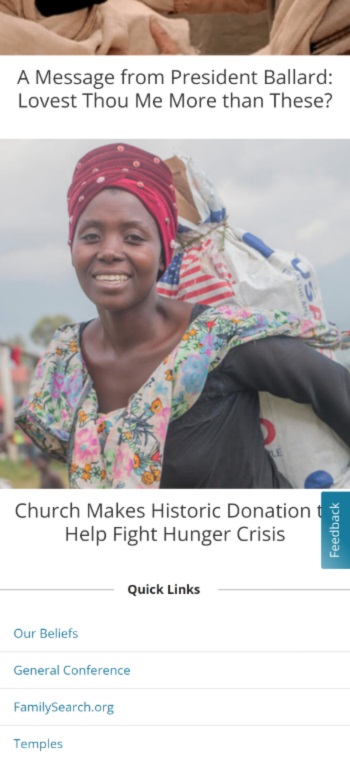 A Message from President Ballard:
Lovest Thou Me More than These?
USA
Church Makes Historic Donation t
Help Fight Hunger Crisis
Feedback
Quick Links
Our Beliefs
General Conference
FamilySearch.org
Temples